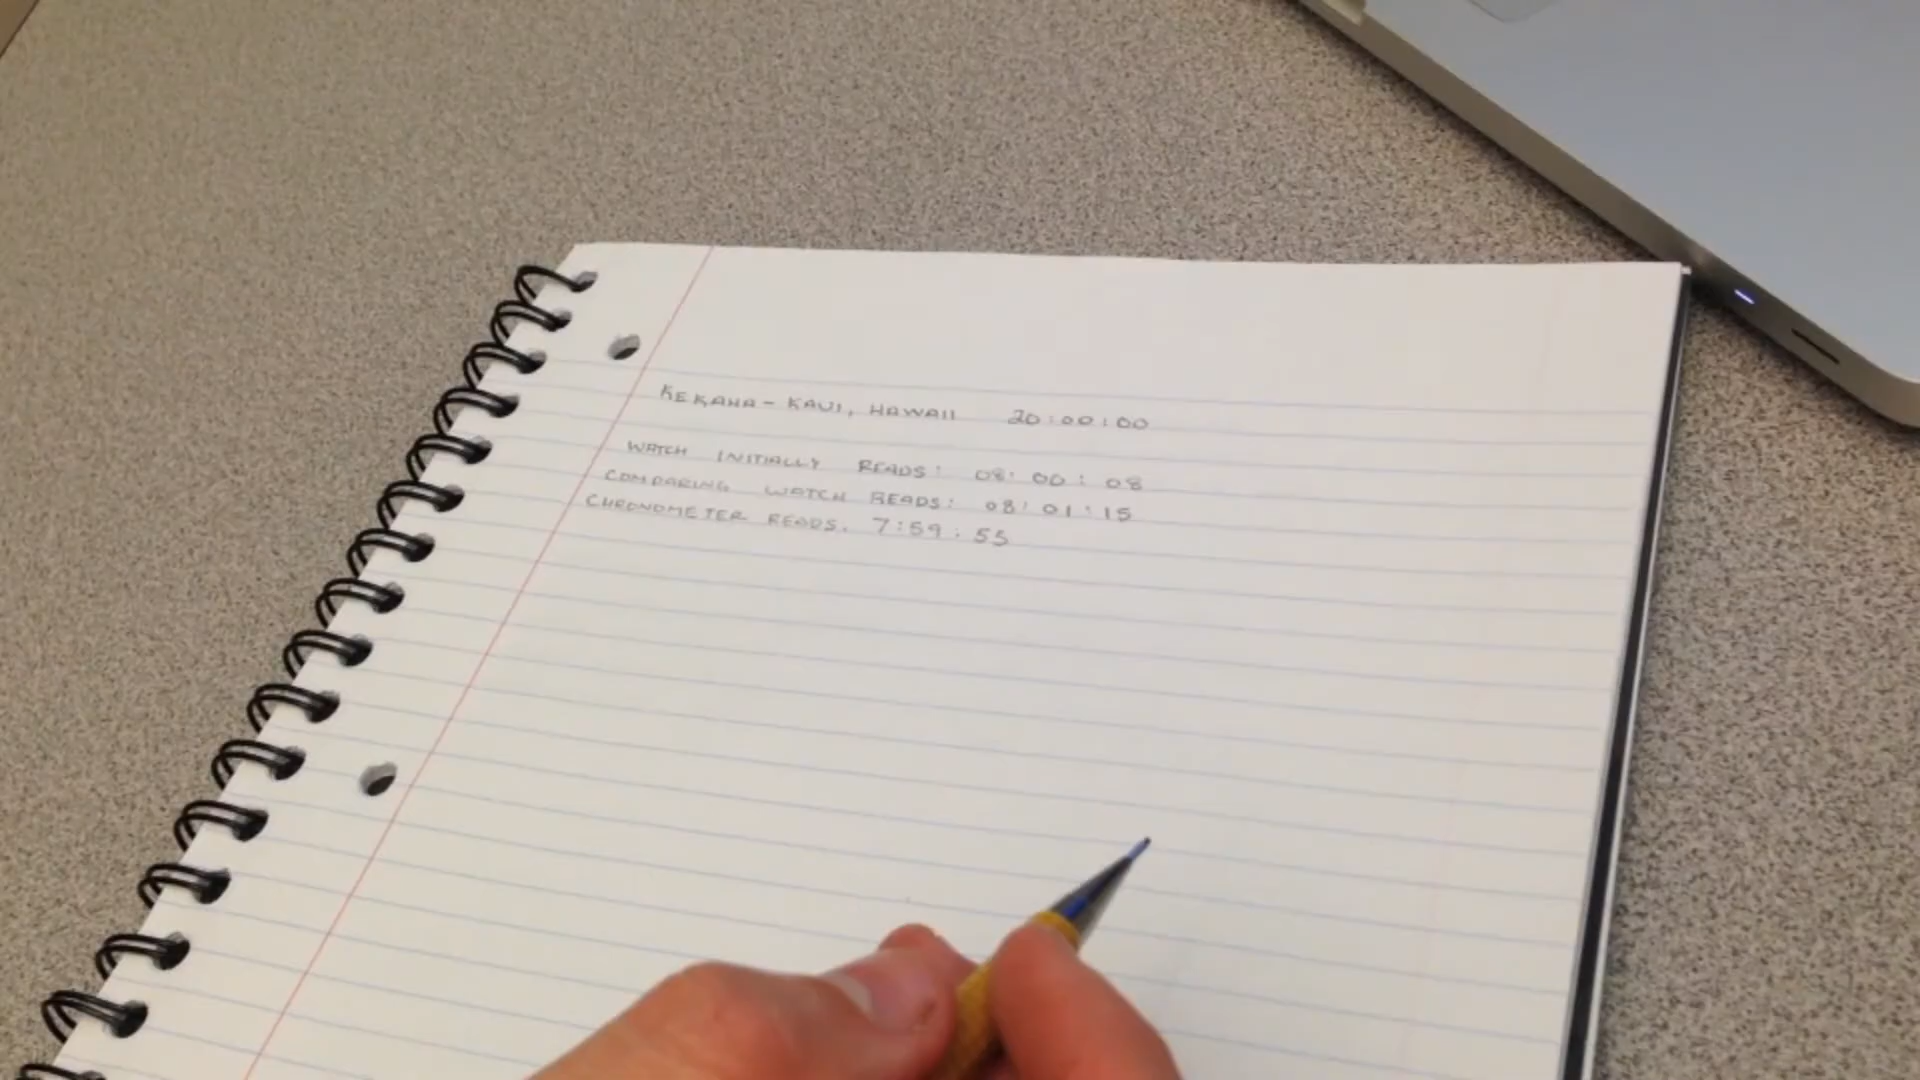 KEKAHA - KAUI, HAWAII 20:00:00
WATCH INITIALLY READS: 08:00:08
COMPARING WATCH READS: 08:01:15
CHRONOMETER READS. 7:59:55